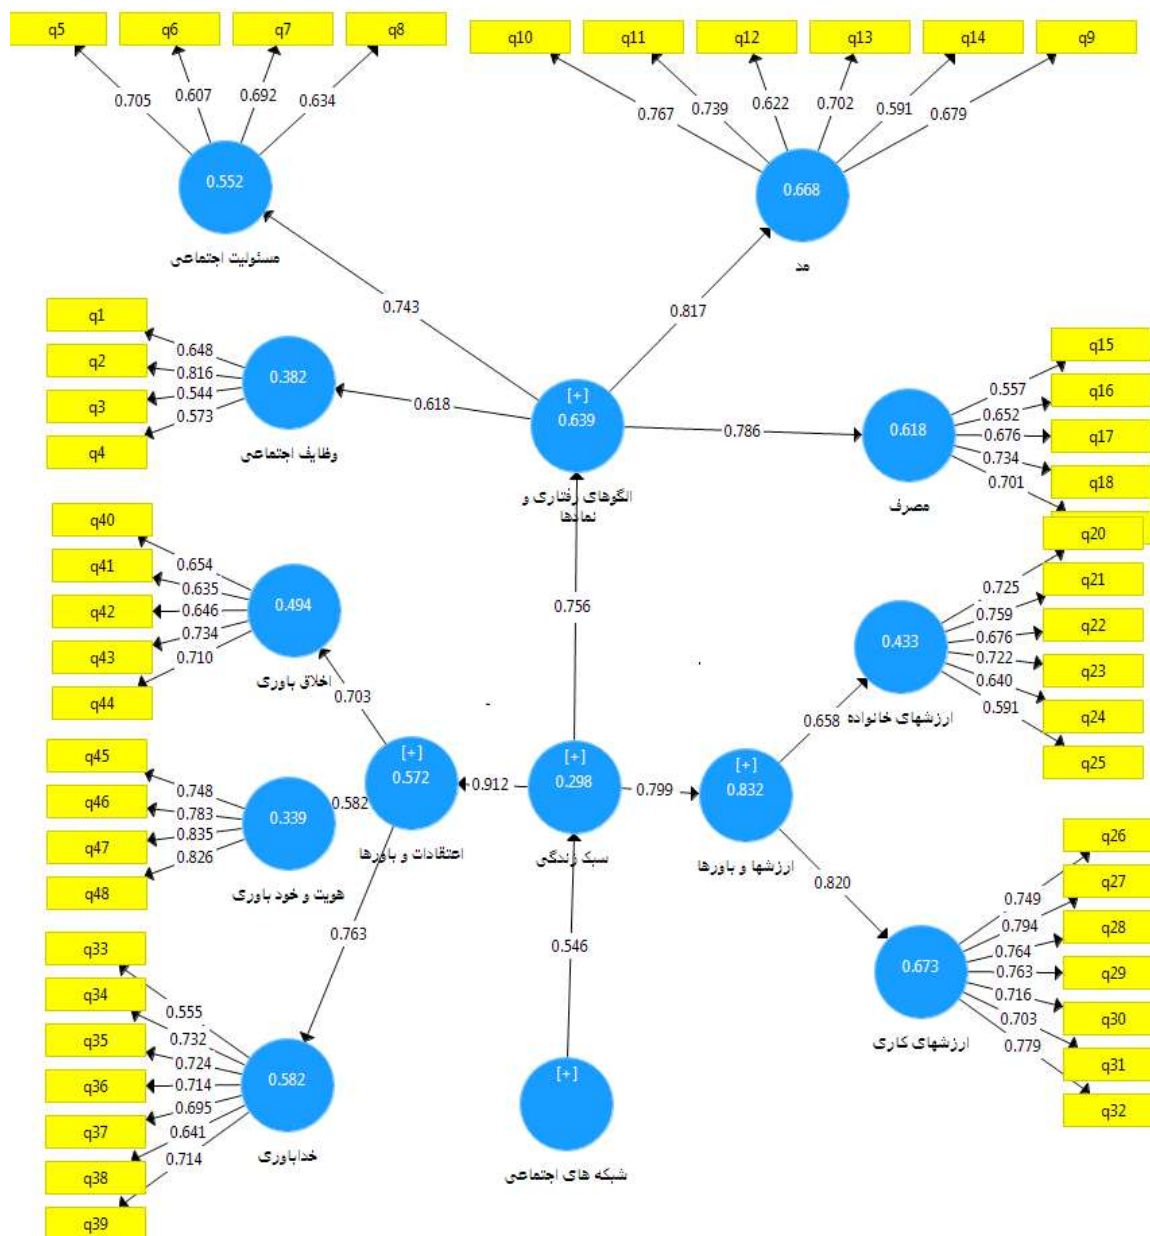 q5
q6
q7
q8
q10
q11
q12
q13
q14
q9
0.705
0.607
0.692
0.634
0.767
0.739
0.622
0.702
0.591
0.679
0.552
مسئولیت اجتماعی
0.668
مد
0.743
0.817
q1
q2
q3
q4
0.648
0.816
0.544
0.573
0.382
وظایف اجتماعی
0.618
[+]
0.639
الگوهای رفتاری و
نمادها
0.786
0.618
مصرف
0.557
0.652
0.676
0.734
0.701
q15
q16
q17
q18
q40
q41
q42
q43
q44
0.654
0.635
0.646
0.734
0.710
0.494
اخلاق باوری
0.703
0.756
0.433
ارزشهای خانواده
0.658
0.725
0.759
0.676
0.722
0.640
0.591
q20
q21
q22
q23
q24
q25
q45
q46
q47
q48
0.748
0.783
0.835
0.826
0.339
هویت و خود باوری
0.582
[+]
0.572
اعتقادات و باورها
0.912
[+]
0.298
سبک زندگی
0.799
[+]
0.832
ارزشها و باورها
0.763
0.546
0.820
q26
q27
q28
q29
q30
q31
q32
0.749
0.794
0.764
0.763
0.716
0.703
0.779
0.673
ارزشهای کاری
q33
q34
q35
q36
q37
q38
q39
0.555
0.732
0.724
0.714
0.695
0.641
0.714
0.582
خداباوری
[+]
شبکه های اجتماعی